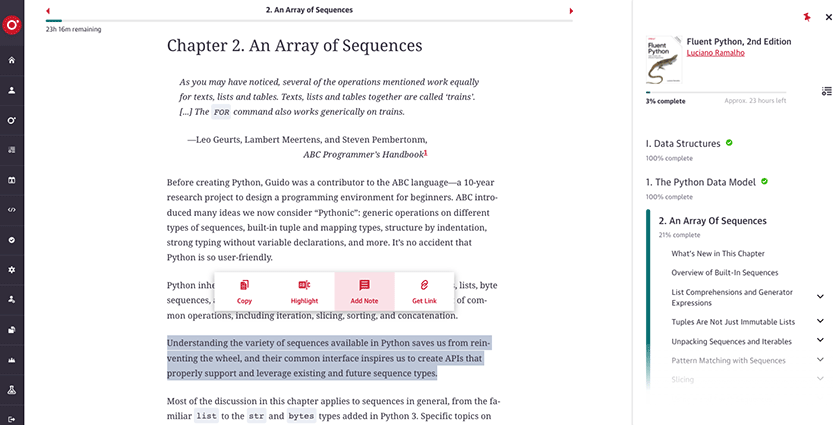 2. An Array of Sequences
23h 16m remaining
Chapter 2. An Array of Sequences
As you may have noticed, several of the operations mentioned work equally
for texts, lists and tables. Texts, lists and tables together are called ‘trains’.
[...] The FOR command also works generically on trains.
—Leo Geurts, Lambert Meertens, and Steven Pembertonm,
ABC Programmer’s Handbook1
Before creating Python, Guido was a contributor to the ABC language—a 10-year
research project to design a programming environment for beginners. ABC intro-
duced many ideas we now consider “Pythonic”: generic operations on different
types of sequences, built-in tuple and mapping types, structure by indentation,
strong typing without variable declarations, and more. It’s no accident that
Python is so user-friendly.
Python inhe s, lists, byte
sequences, a of com-
mon operations, including iteration, slicing, sorting, and concatenation.
Copy
Highlight
Add Note
Get Link
Understanding the variety of sequences available in Python saves us from rein-
venting the wheel, and their common interface inspires us to create APIs that
properly support and leverage existing and future sequence types.
Most of the discussion in this chapter applies to sequences in general, from the fa-
miliar list to the str and bytes types added in Python 3. Specific topics on
Fluent
Python
Fluent Python, 2nd Edition
Luciano Ramalho
3% complete
Approx. 23 hours left
I. Data Structures
100% complete
1. The Python Data Model
100% complete
2. An Array Of Sequences
21% complete
What's New in This Chapter
Overview of Built-In Sequences
List Comprehensions and Generator
Expressions
Tuples Are Not Just Immutable Lists
Unpacking Sequences and Iterables
Pattern Matching with Sequences
Slicing